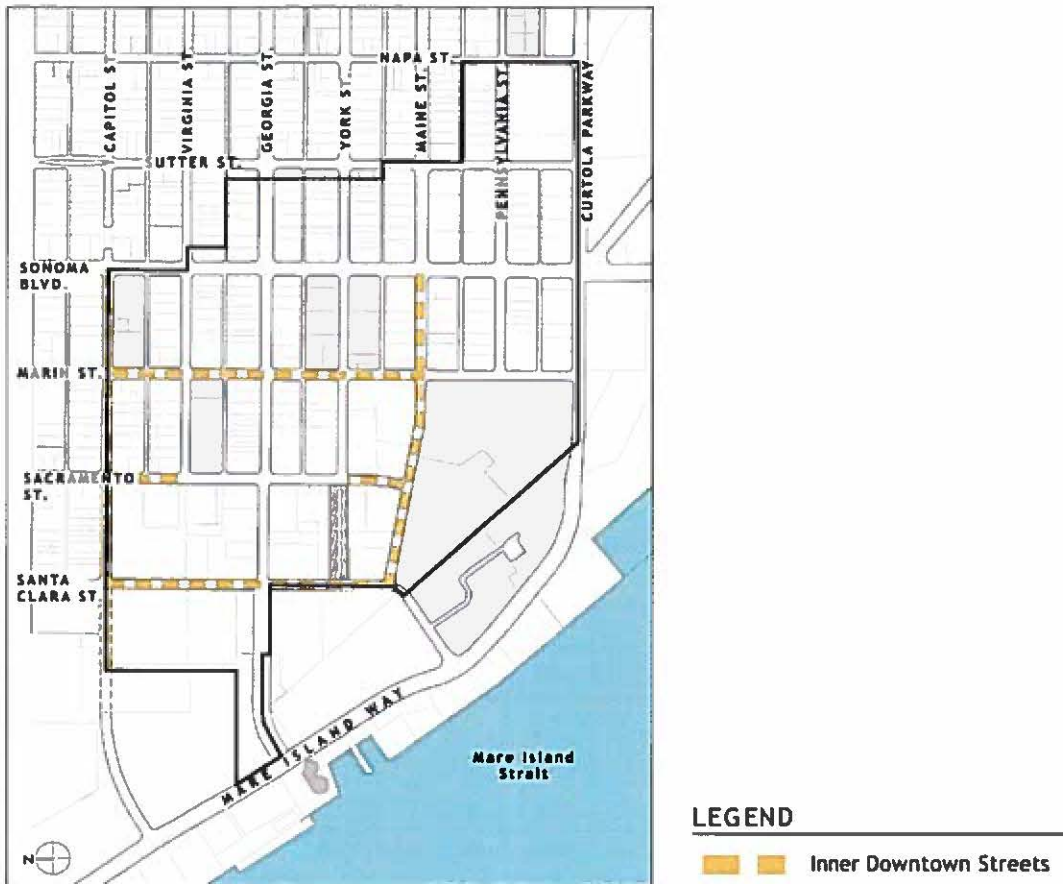 NAPA ST.
CAPITOL ST.
VIRGINIA ST.
GEORGIA ST.
YORK ST.
MAINE ST.
PENNSYLVANIA ST.
CURTOLA PARKWAY
SUTTER ST.
SONOMA
BLVD.
MARIN ST.
SACRAMENTO
ST.
SANTA
CLARA ST.
MARE ISLAND WAY
Mare Island
Strait
N
LEGEND
Inner Downtown Streets